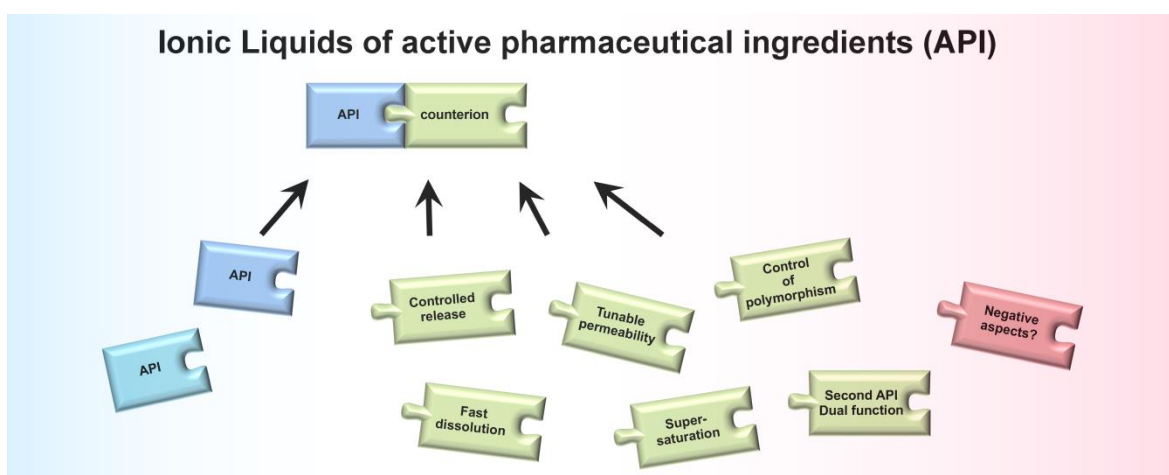 Ionic Liquids of active pharmaceutical ingredients (API)
API
counterion
API
Controlled
release
Tunable
permeability
Control
of
polymorphism
Negative
aspects?
API
Fast
dissolution
Super-
saturation
Second API
Dual function